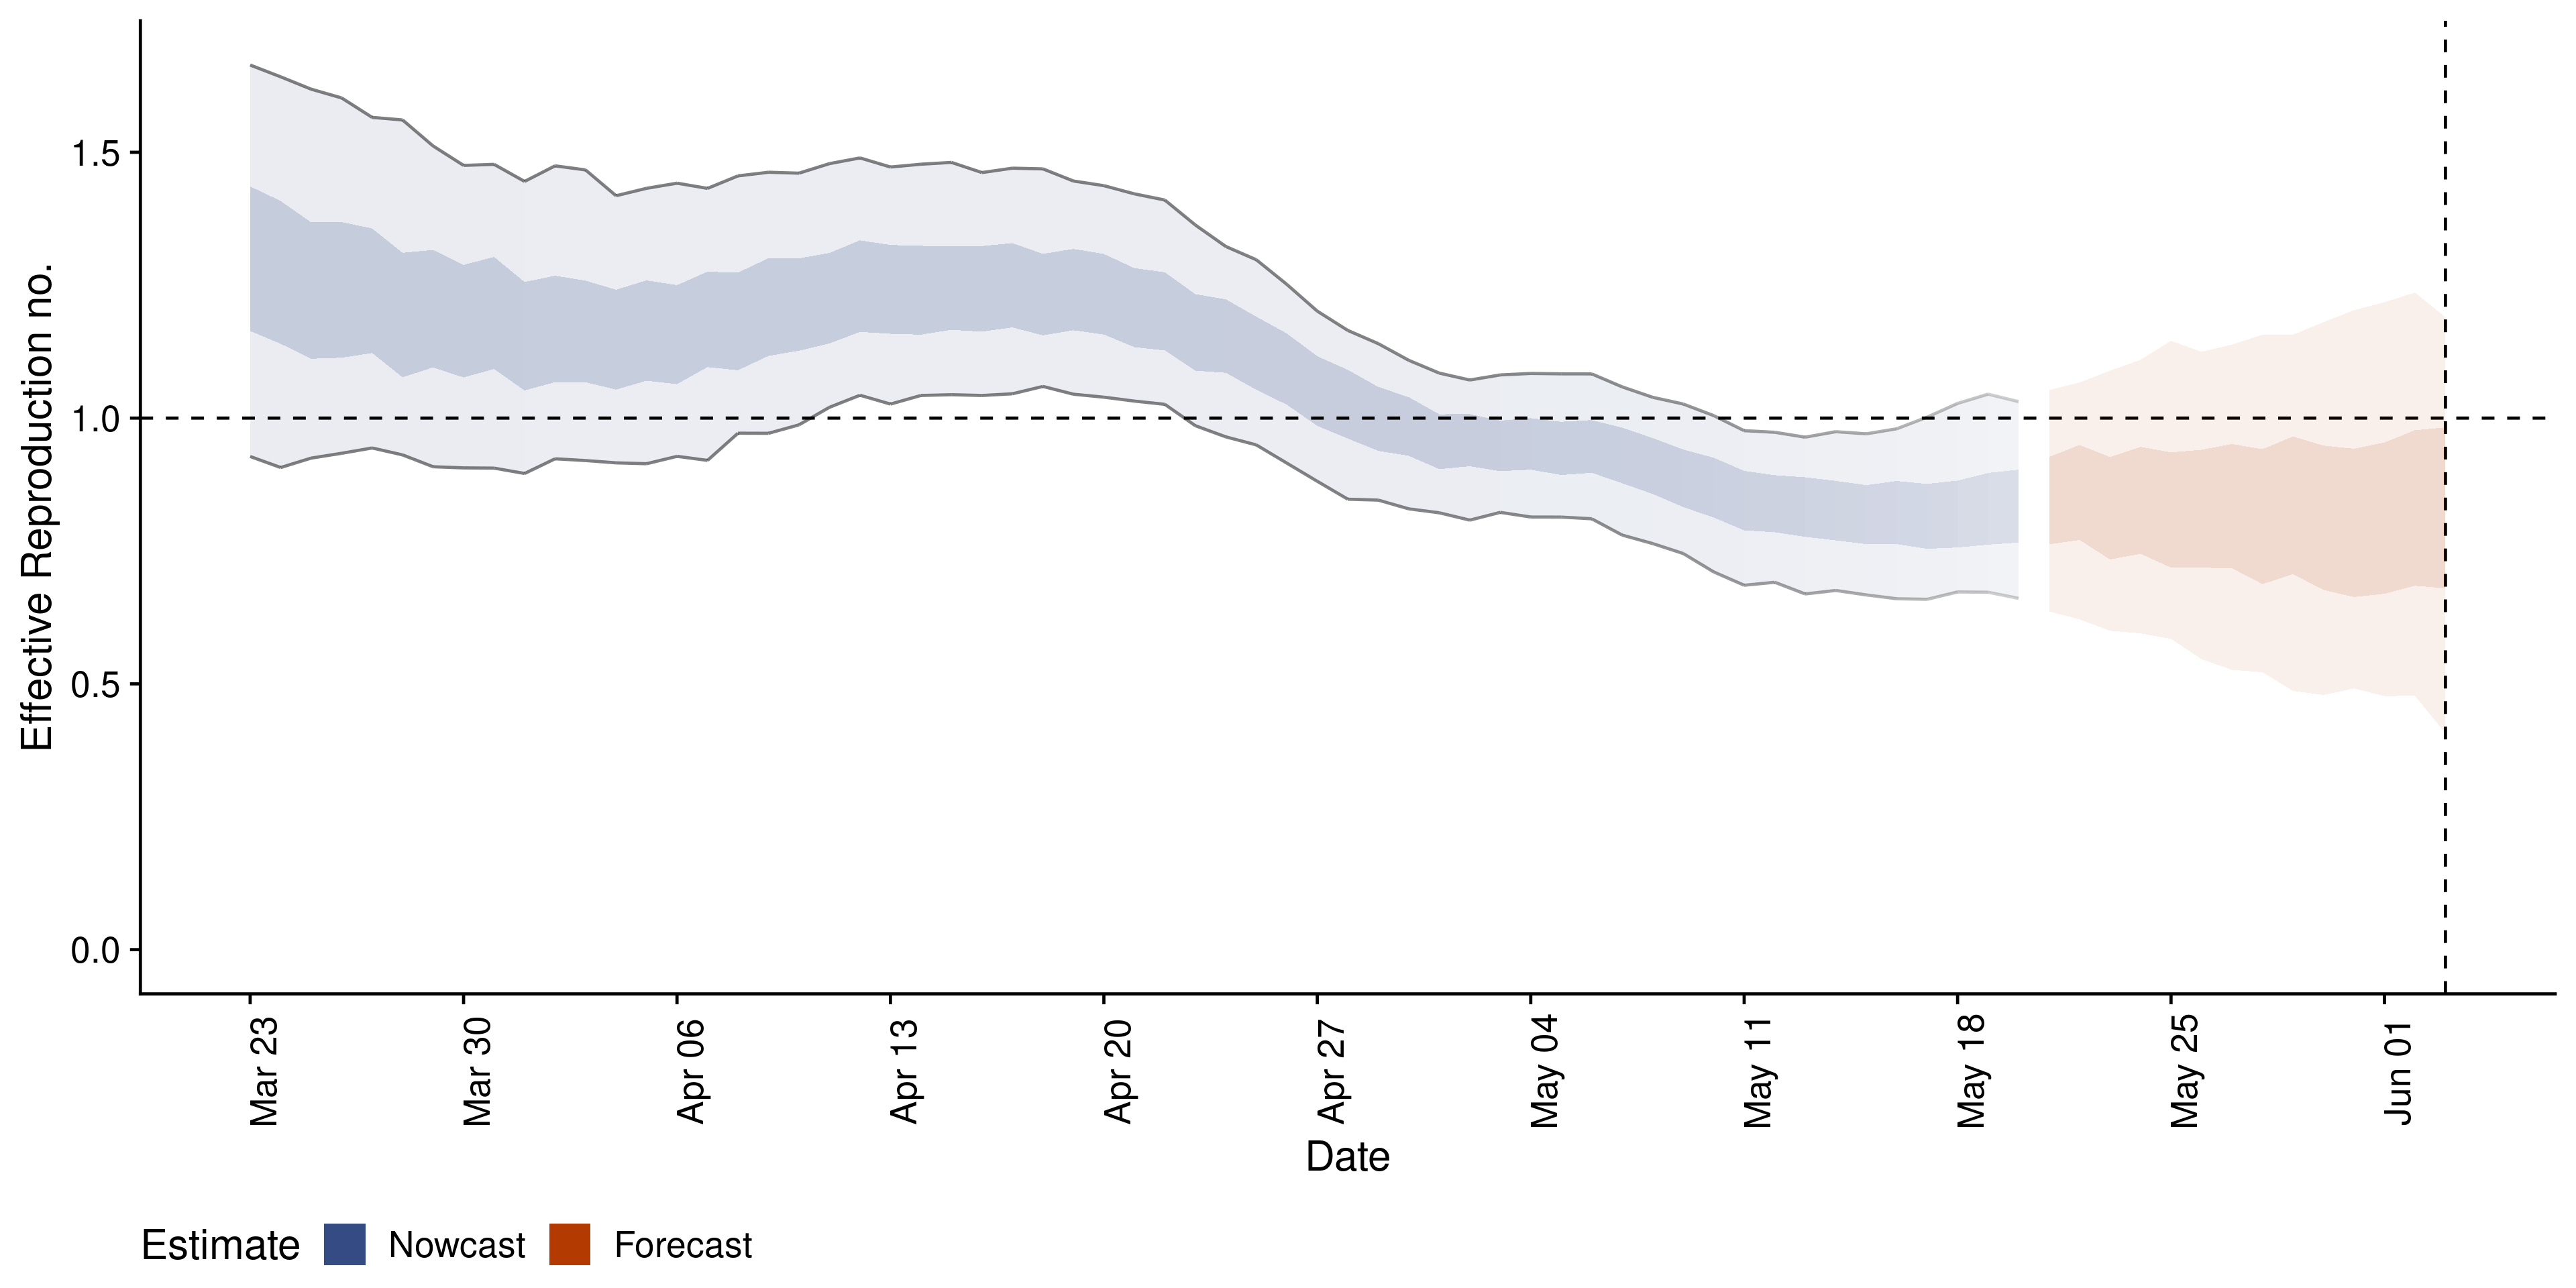 Effective Reproduction no.
1.5
1.0
0.5
0.0
Mar 23
Mar 30
Apr 06
Apr 13
Apr 20
Apr 27
May 04
May 11
May 18
May 25
Jun 01
Date
Estimate Nowcast Forecast